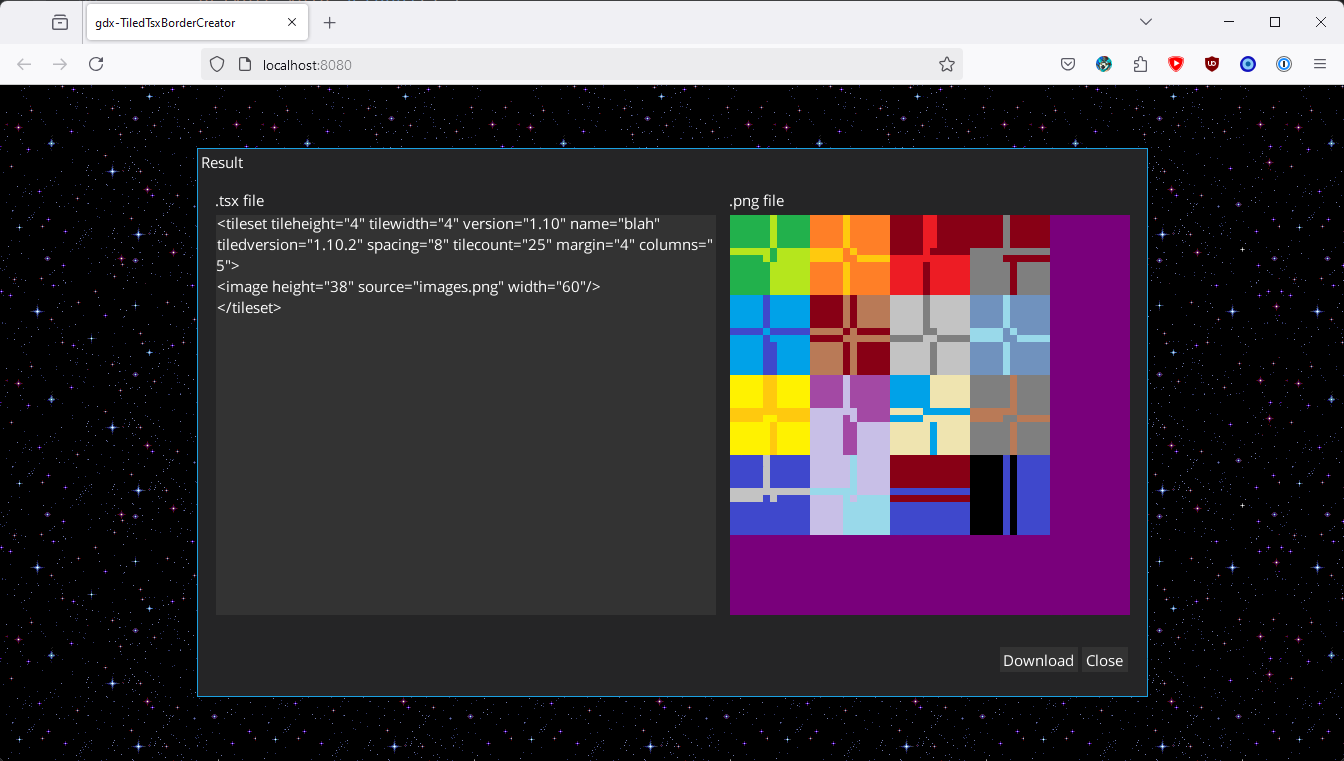 gdx-TiledTsxBorderCreator
localhost:8080
Result
.tsx file
<tileset tileheight="4" tilewidth="4" version="1.10" name="blah"
tiledversion="1.10.2" spacing="8" tilecount="25" margin="4" columns="
5">
<image height="38" source="images.png" width="60"/>
</tileset>
.png file
Download
Close